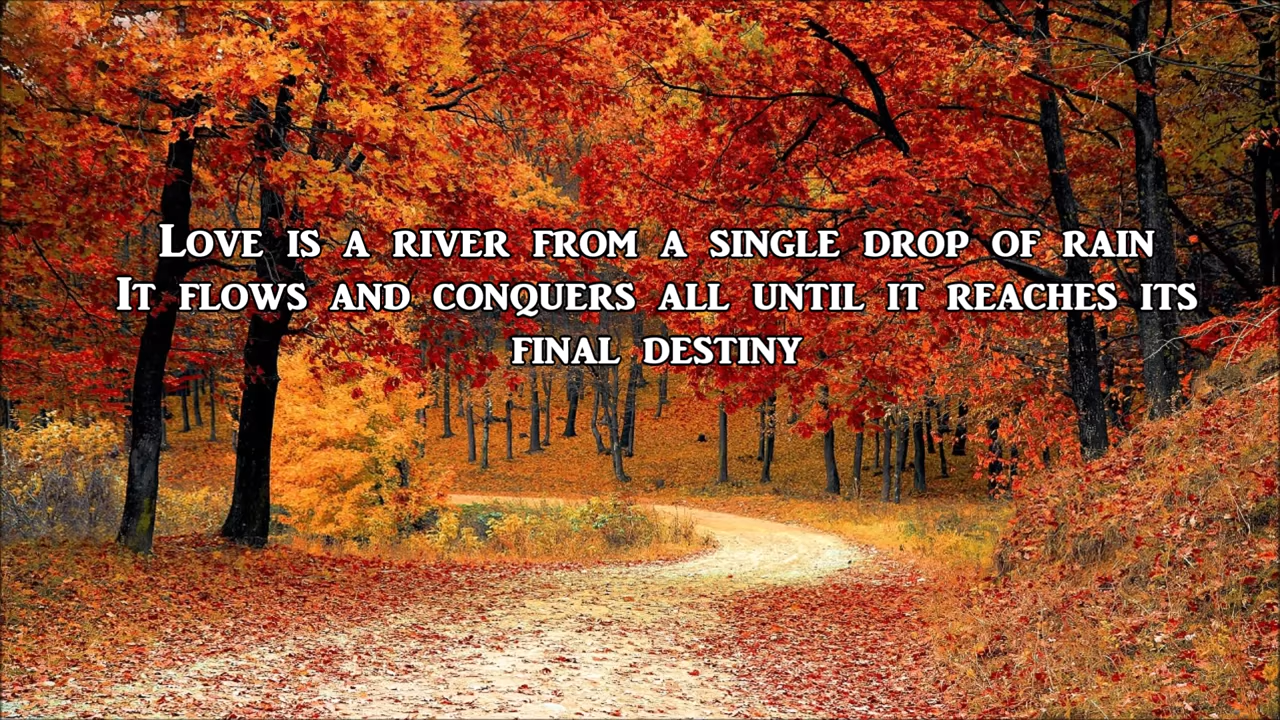 Love is a river from a single drop of rain
It flows and conquers all until it reaches its
final destiny